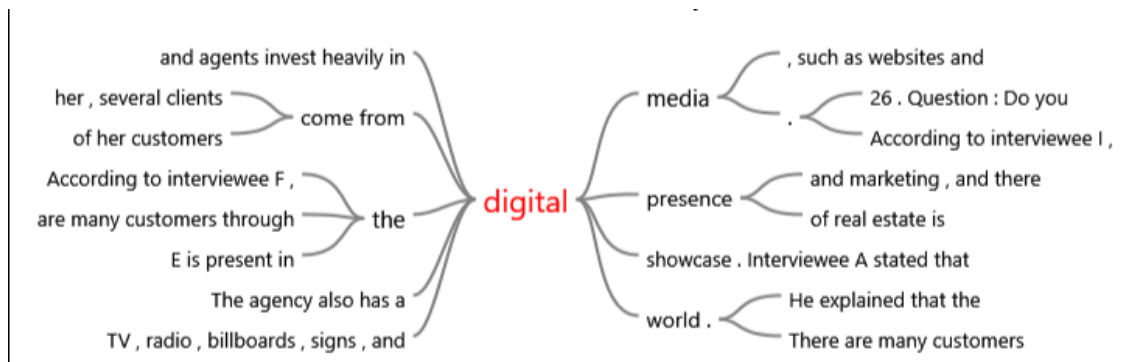 and agents invest heavily in
her , several clients
come from
of her customers
According to interviewee F ,
are many customers through
the
E is present in
The agency also has a
TV , radio , billboards , signs , and
digital
media
, such as websites and
.
26 . Question : Do you
According to interviewee I ,
presence
and marketing , and there
of real estate is
showcase . Interviewee A stated that
world .
He explained that the
There are many customers